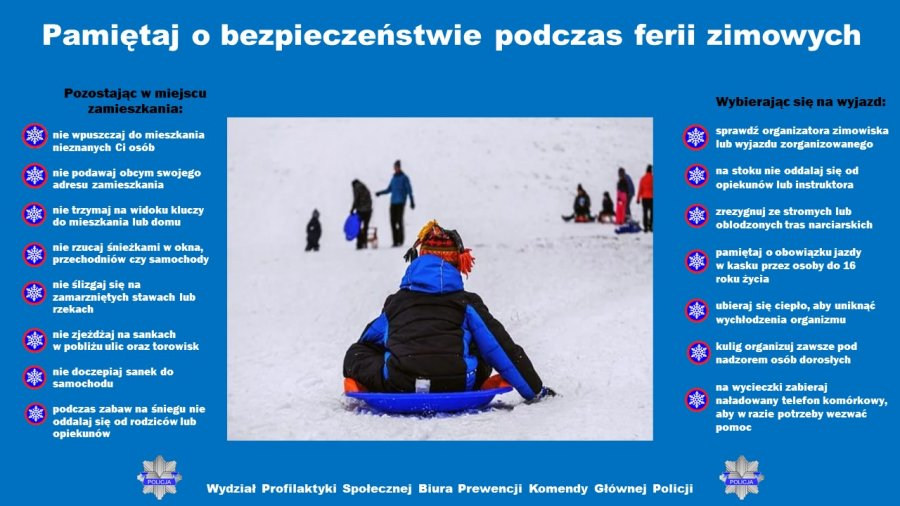 Pamiętaj o bezpieczeństwie podczas ferii zimowych
Pozostając w miejscu
zamieszkania:
nie wpuszczaj do mieszkania
nieznanych Ci osób
nie podawaj obcym swojego
adresu zamieszkania
nie trzymaj na widoku kluczy
do mieszkania lub domu
nie rzucaj śnieżkami w okna,
przechodniów czy samochody
nie ślizgaj się na
zamarzniętych stawach lub
rzekach
nie zjeżdżaj na sankach
w pobliżu ulic oraz torowisk
nie doczepiaj sanek do
samochodu
podczas zabaw na śniegu nie
oddalaj się od rodziców lub
opiekunów
Wybierając się na wyjazd:
sprawdź organizatora zimowiska
lub wyjazdu zorganizowanego
na stoku nie oddalaj się od
opiekunów lub instruktora
zrezygnuj ze stromych lub
oblodzonych tras narciarskich
pamiętaj o obowiązku jazdy
w kasku przez osoby do 16
roku życia
ubieraj się ciepło, aby uniknąć
wychłodzenia organizmu
kulig organizuj zawsze pod
nadzorem osób dorosłych
na wycieczki zabieraj
naładowany telefon komórkowy,
aby w razie potrzeby wezwać
pomoc
POLICJA
Wydział Profilaktyki Społecznej Biura Prewencji Komendy Głównej Policji
POLICJA